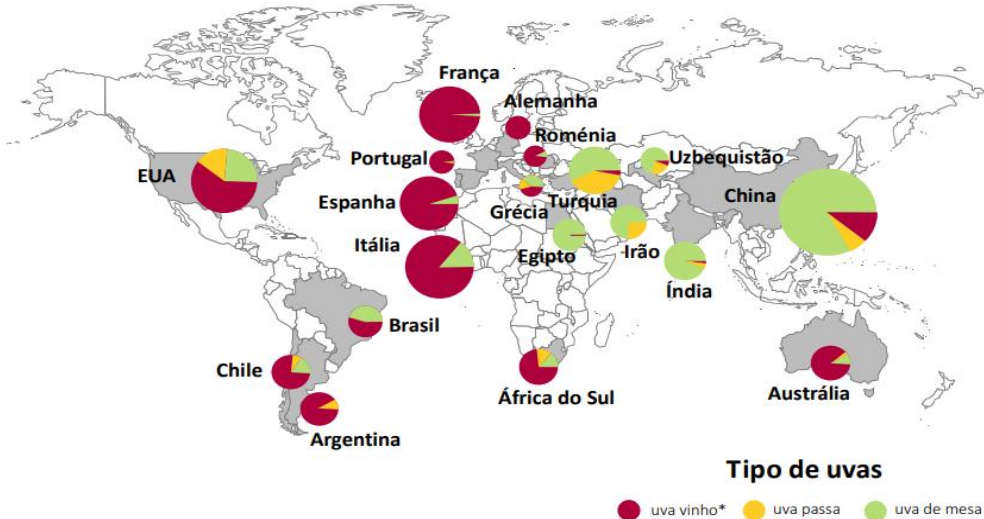 França
Alemanha
Roménia
Portugal
Uzbequistão
EUA
China
Espanha
Grécia
Turquia
Itália
Egipto
Irão
Índia
Brasil
Chile
África do Sul
Austrália
Argentina
Tipo de uvas
uva vinho* uva passa uva de mesa